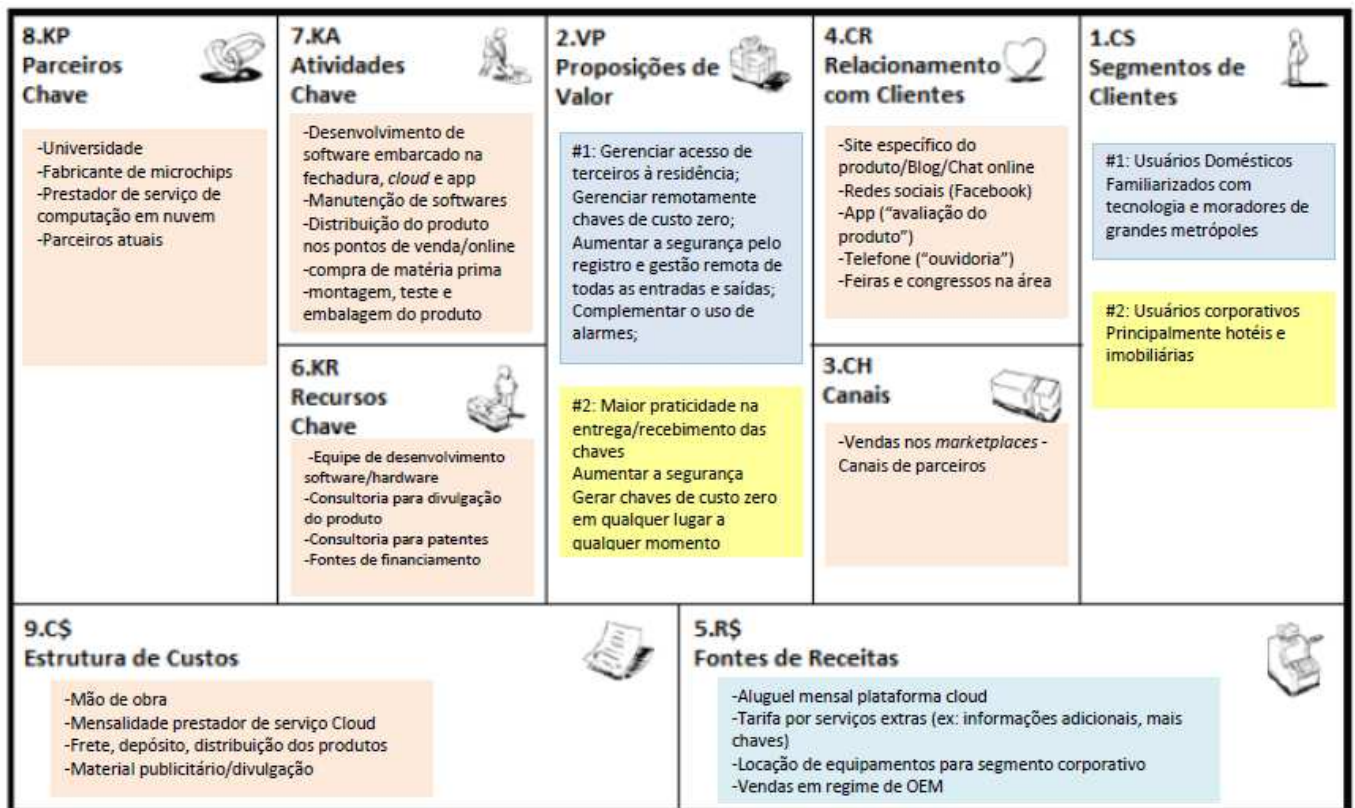 8.KP
Parceiros
Chave
-Universidade
-Fabricante de microchips
-Prestador de serviço de
computação em nuvem
-Parceiros atuais
7.KA
Atividades
Chave
-Desenvolvimento de
software embarcado na
fechadura, cloud e app
-Manutenção de softwares
-Distribuição do produto
nos pontos de venda/online
-compra de matéria prima
-montagem, teste e
embalagem do produto
6.KR
Recursos
Chave
-Equipe de desenvolvimento
software/hardware
-Consultoria para divulgação
do produto
-Consultoria para patentes
-Fontes de financiamento
2.VP
Proposições de
Valor
#1: Gerenciar acesso de
terceiros à residência;
Gerenciar remotamente
chaves de custo zero;
Aumentar a segurança pelo
registro e gestão remota de
todas as entradas e saídas;
Complementar o uso de
alarmes;
#2: Maior praticidade na
entrega/recebimento das
chaves
Aumentar a segurança
Gerar chaves de custo zero
em qualquer lugar a
qualquer momento
4.CR
Relacionamento
com Clientes
-Site específico do
produto/Blog/Chat online
-Redes sociais (Facebook)
-App ("avaliação do
produto")
-Telefone ("ouvidoria")
-Feiras e congressos na área
3.CH
Canais
-Vendas nos marketplaces -
Canais de parceiros
1.CS
Segmentos de
Clientes
#1: Usuários Domésticos
Familiarizados com
tecnologia e moradores de
grandes metrópoles
#2: Usuários corporativos
Principalmente hotéis e
imobiliárias
9.C$
Estrutura de Custos
-Mão de obra
-Mensalidade prestador de serviço Cloud
-Frete, depósito, distribuição dos produtos
-Material publicitário/divulgação
5.R$
Fontes de Receitas
-Aluguel mensal plataforma cloud
-Tarifa por serviços extras (ex: informações adicionais, mais
chaves)
-Locação de equipamentos para segmento corporativo
-Vendas em regime de OEM